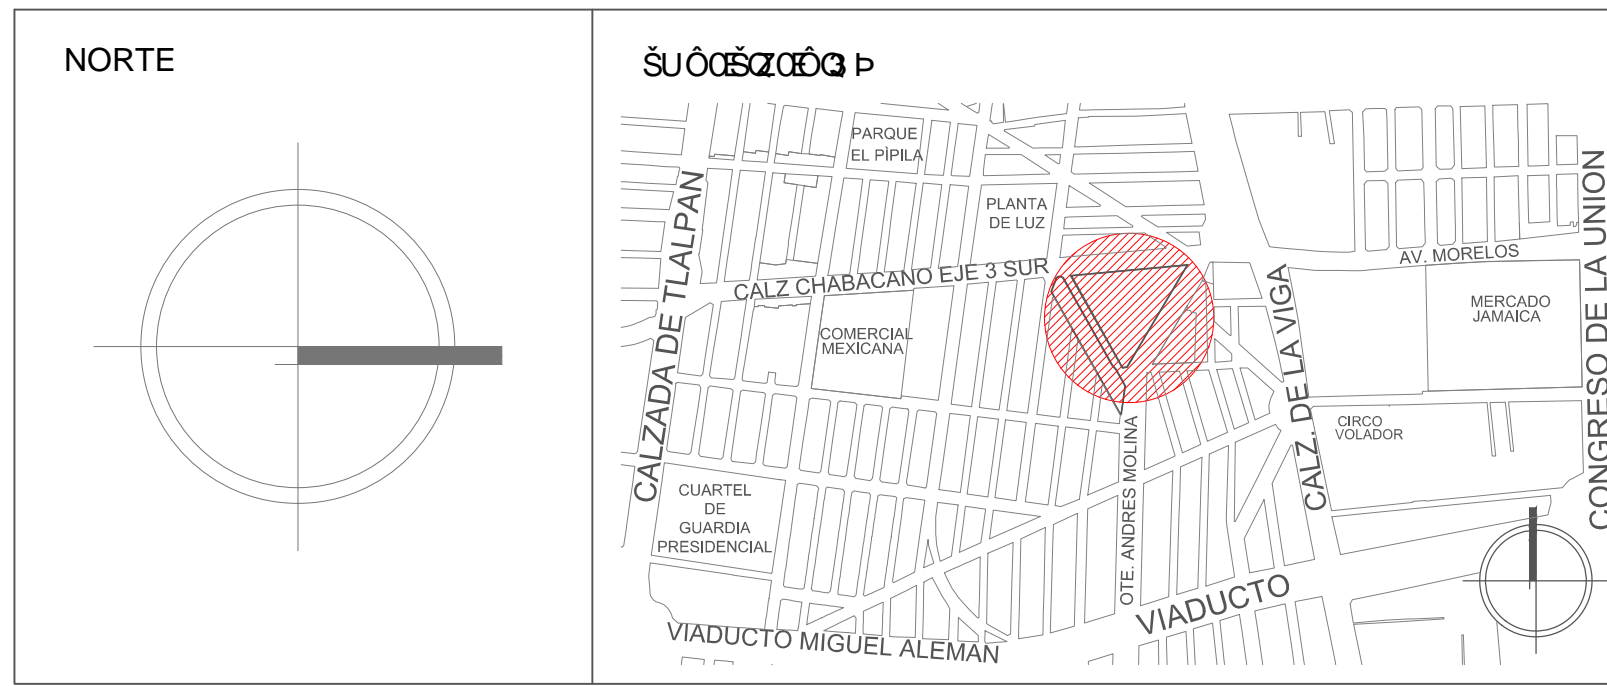 NORTE
PARQUE
EL PÌPILA
PLANTA
DE LUZ
CALZ CHABACANO EJE 3 SUR
COMERCIAL
MEXICANA
CALZADA DE TLALPAN
CUARTEL
DE
GUARDIA
PRESIDENCIAL
VIADUCTO MIGUEL ALEMAN
VIADUCTO
OTE. ANDRES MOLINA
CALZ. DE LA VIGA
AV. MORELOS
MERCADO
JAMAICA
CIRCO
VOLADOR
CONGRESO DE LA UNION